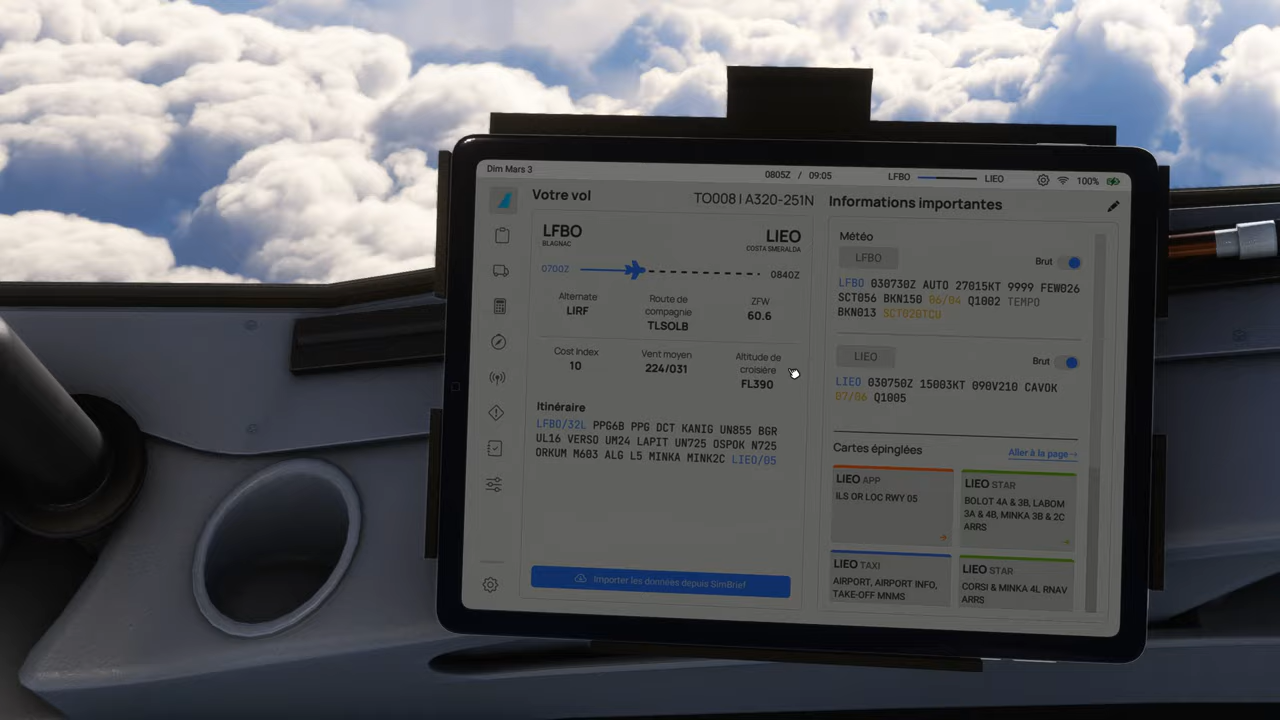 Dim Mars 3
0805Z / 09:05
LFBO
LIEO
100%
Votre vol
TO008 | A320-251N
LFBO
BLAGNAC
LIEO
COSTA SMERALDA
0700Z
0840Z
Alternate
LIRF
Route de
compagnie
TLSOLB
ZFW
60.6
Cost Index
10
Vent moyen
224/031
Altitude de
croisière
FL390
Itinéraire
LFBO/32L PPG6B PPG DCT KANIG UN855 BGR
UL16 VERSO UM24 LAPIT UN725 OSPOK N725
ORKUM M603 ALG L5 MINKA MINK2C LIEO/05
Importer les données depuis SimBrief
Informations importantes
Météo
LFBO
Brut
LFBO 030730Z AUTO 27015KT 9999 FEW026
SCT056 BKN150 06/04 Q1002 TEMPO
BKN013 SCT020TCU
LIEO
Brut
LIEO 030750Z 15003KT 090V210 CAVOK
07/06 Q1005
Cartes épinglées
Aller à la page
LIEO APP
ILS OR LOC RWY 05
LIEO STAR
BOLOT 4A & 3B, LABOM
3A & 4B, MINKA 3B & 2C
ARRS
LIEO TAXI
AIRPORT, AIRPORT INFO,
TAKE-OFF MNMS
LIEO STAR
CORSI & MINKA 4L RNAV
ARRS